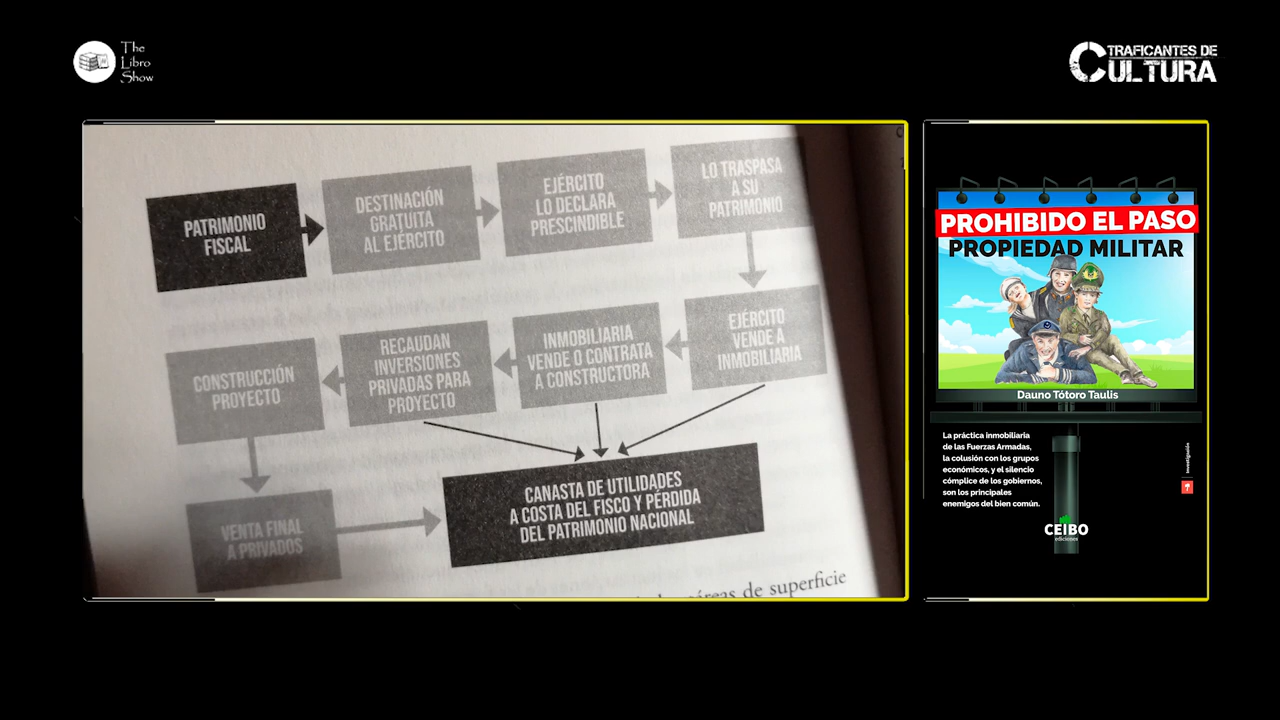 The
Libro
Show
TRAFICANTES DE
CULTURA
PATRIMONIO
FISCAL
DESTINACIÓN
GRATUITA
AL EJÉRCITO
EJÉRCITO
LO DECLARA
PRESCINDIBLE
LO TRASPASA
A SU
PATRIMONIO
EJÉRCITO
VENDE A
INMOBILIARIA
INMOBILIARIA
VENDE O CONTRATA
A CONSTRUCTORA
RECAUDAN
INVERSIONES
PRIVADAS PARA
PROYECTO
CONSTRUCCIÓN
PROYECTO
VENTA FINAL
A PRIVADOS
CANASTA DE UTILIDADES
A COSTA DEL FISCO Y PÉRDIDA
DEL PATRIMONIO NACIONAL
de superficie
PROHIBIDO EL PASO
PROPIEDAD MILITAR
Dauno Tótoro Taulis
La práctica inmobiliaria
de las Fuerzas Armadas,
la colusión con los grupos
económicos, y el silencio
cómplice de los gobiernos,
son los principales
enemigos del bien común.
Investigación
CEIBO
ediciones